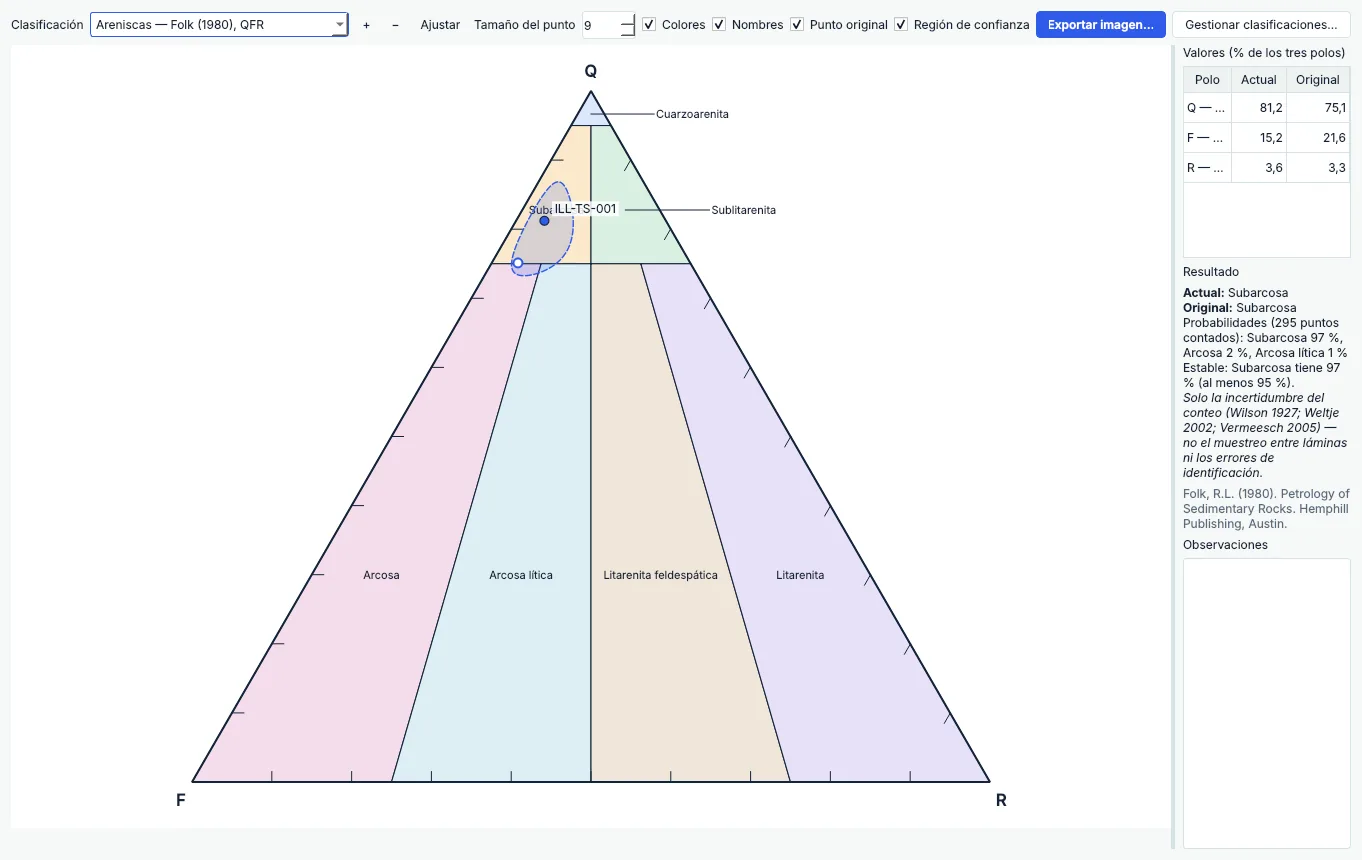 Clasificación Areniscas — Folk (1980), QFR + − Ajustar Tamaño del punto 9 Colores Nombres Punto original Región de confianza Exportar imagen... Gestionar clasificaciones...
Q
Cuarzoarenita
ILL-TS-001
Sublitarenita
Arcosa
Arcosa lítica
Litarenita feldespática
Litarenita
F
R
Valores (% de los tres polos)
Polo Actual Original
Q — ... 81,2 75,1
F — ... 15,2 21,6
R — ... 3,6 3,3
Resultado
Actual: Subarcosa
Original: Subarcosa
Probabilidades (295 puntos
contados): Subarcosa 97 %,
Arcosa 2 %, Arcosa lítica 1 %
Estable: Subarcosa tiene 97
% (al menos 95 %).
Solo la incertidumbre del
conteo (Wilson 1927; Weltje
2002; Vermeesch 2005) —
no el muestreo entre láminas
ni los errores de
identificación.
Folk, R.L. (1980). Petrology of
Sedimentary Rocks. Hemphill
Publishing, Austin.
Observaciones